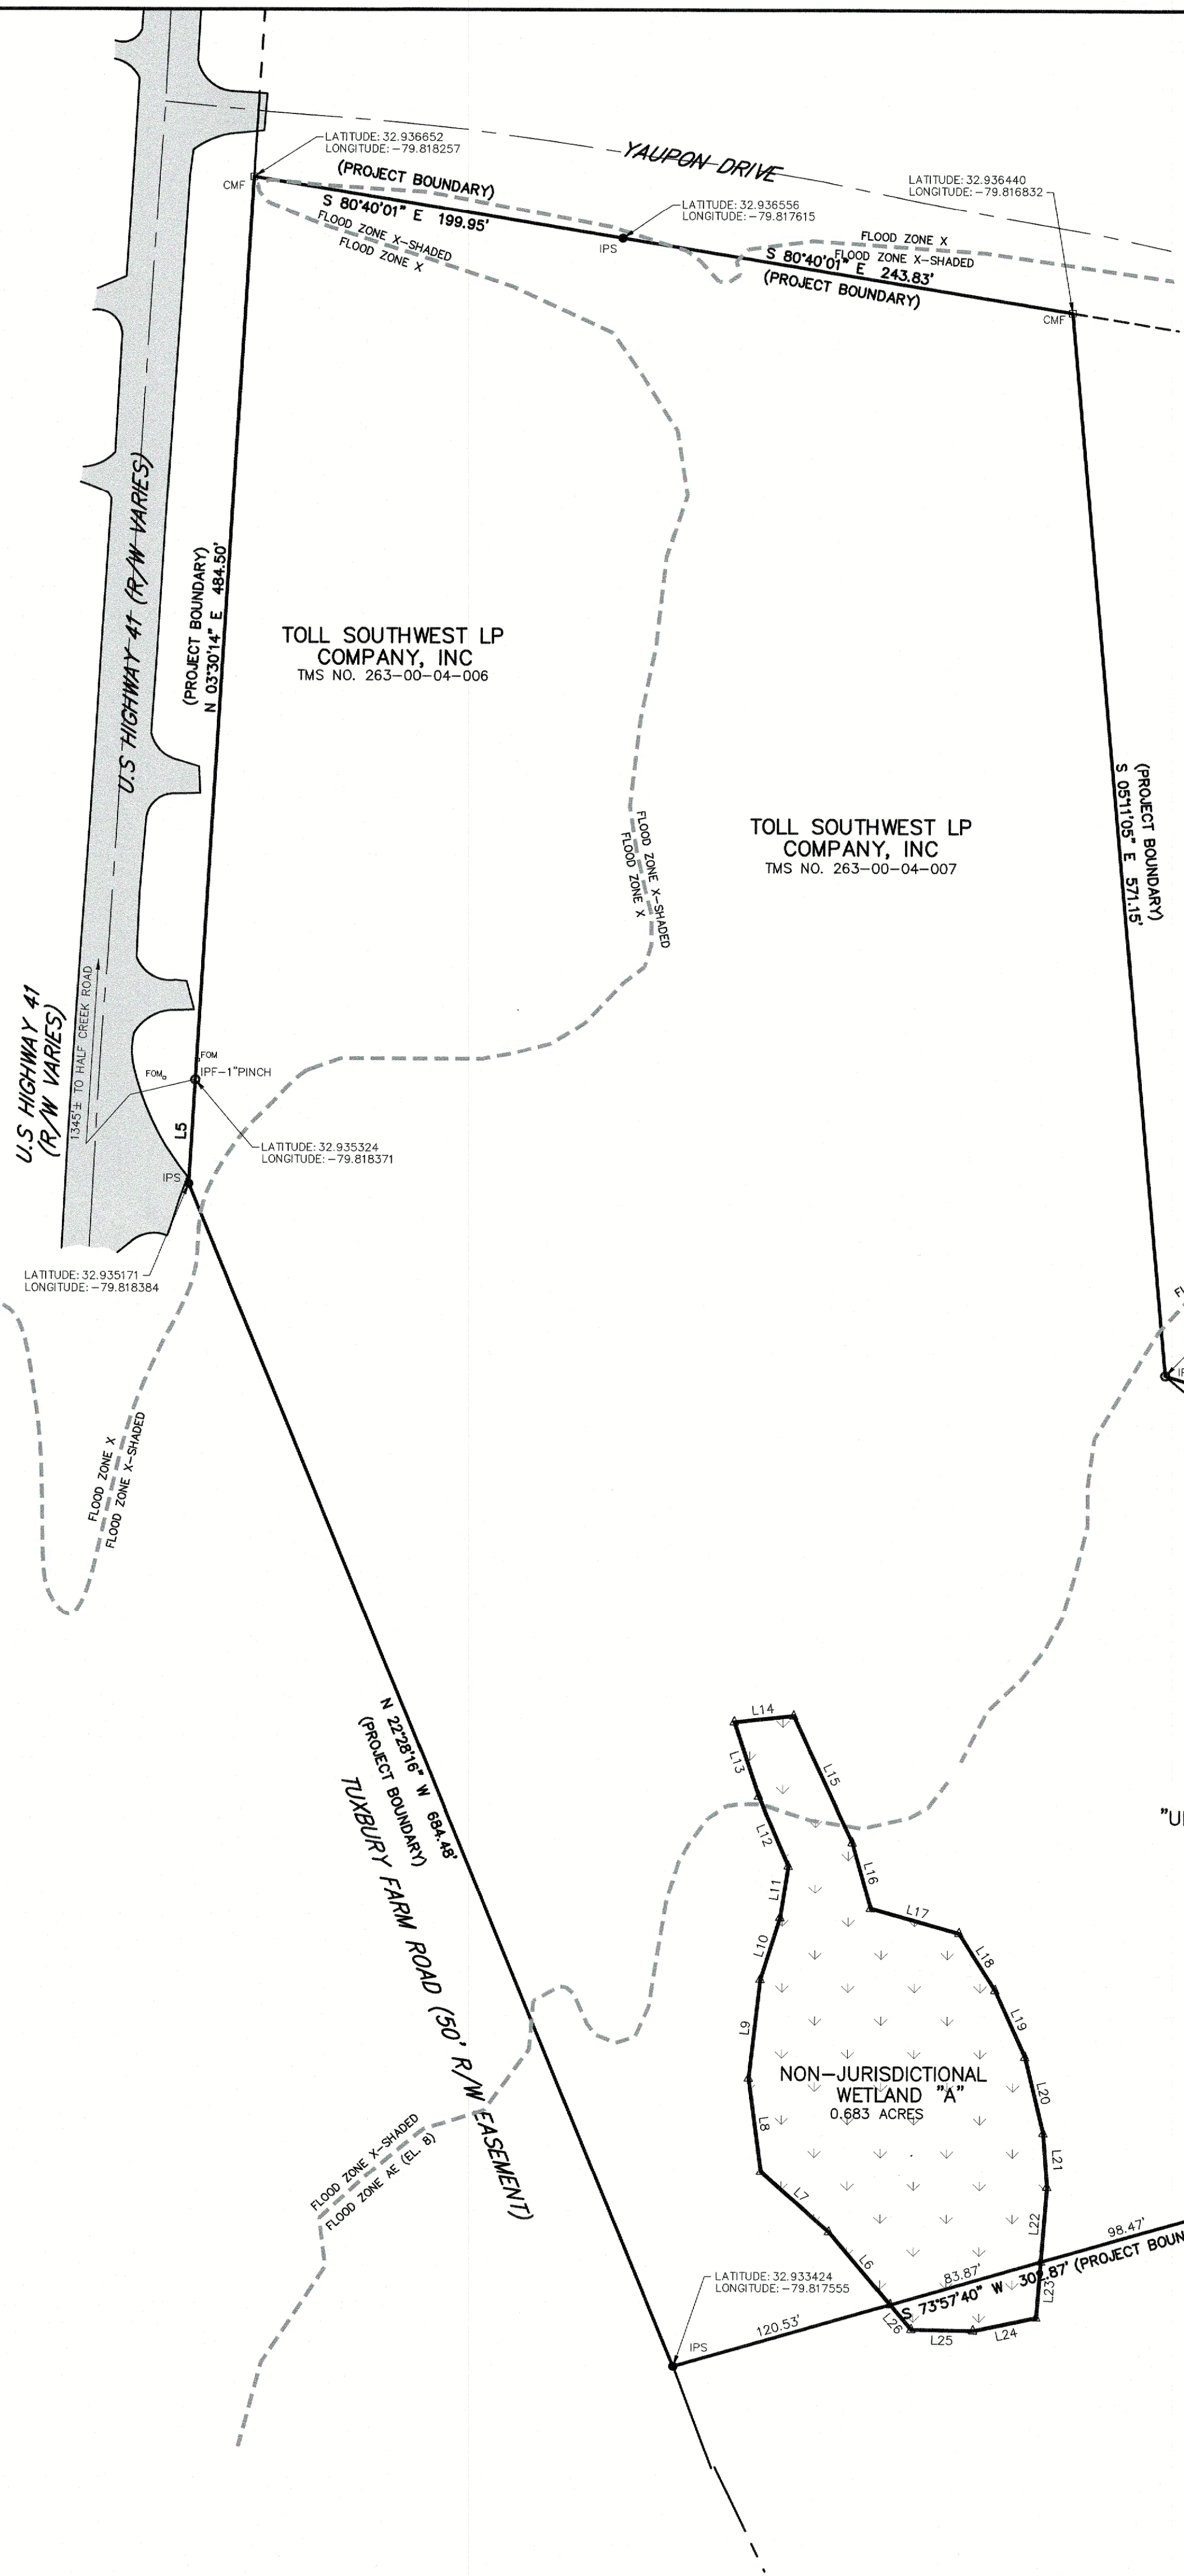 LATITUDE: 32.936652
LONGITUDE: -79.818257
YAUPON DRIVE
CMF
(PROJECT BOUNDARY)
S 80°40'01" E 199.95'
FLOOD ZONE X-SHADED
FLOOD ZONE X
LATITUDE: 32.936556
LONGITUDE: -79.817615
IPS
LATITUDE: 32.936440
LONGITUDE: -79.816832
FLOOD ZONE X
FLOOD ZONE X-SHADED
S 80°40'01" E 243.83'
(PROJECT BOUNDARY)
CMF
U.S HIGHWAY 41 (R/W VARIES)
(PROJECT BOUNDARY)
N 03°30'14" E 484.50'
TOLL SOUTHWEST LP
COMPANY, INC
TMS NO. 263-00-04-006
TOLL SOUTHWEST LP
COMPANY, INC
TMS NO. 263-00-04-007
(PROJECT BOUNDARY)
S 05°11'05" E 571.15'
FLOOD ZONE X-SHADED
FLOOD ZONE X
U.S HIGHWAY 41
(R/W VARIES)
1345'± TO HALF CREEK ROAD
FOM
FOM
IPF-1"PINCH
L5
LATITUDE: 32.935324
LONGITUDE: -79.818371
IPS
LATITUDE: 32.935171
LONGITUDE: -79.818384
FLOOD ZONE X
FLOOD ZONE X-SHADED
N 22°28'16" W 684.48'
(PROJECT BOUNDARY)
TUXBURY FARM ROAD (50' R/W EASEMENT)
L14
L13
L15
L12
L16
L11
L17
L10
L18
L9
L19
L20
NON-JURISDICTIONAL
WETLAND "A"
0.683 ACRES
L8
L21
L7
L22
L6
FLOOD ZONE X-SHADED
FLOOD ZONE AE (EL. 8)
98.47'
83.87'
S 73°57'40" W 302.87' (PROJECT BOUN
L23
L24
L25
L26
120.53'
LATITUDE: 32.933424
LONGITUDE: -79.817555
IPS